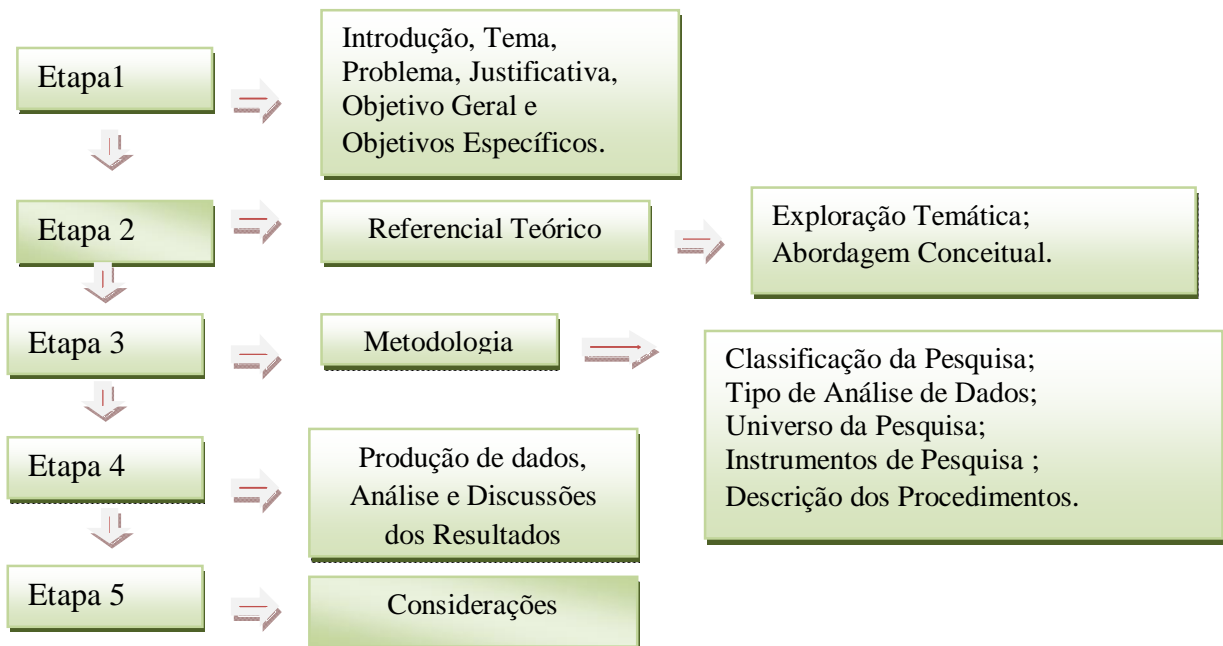 Etapa1
Introdução, Tema,
Problema, Justificativa,
Objetivo Geral e
Objetivos Específicos.
Etapa 2
Referencial Teórico
Exploração Temática;
Abordagem Conceitual.
Etapa 3
Metodologia
Classificação da Pesquisa;
Tipo de Análise de Dados;
Universo da Pesquisa;
Instrumentos de Pesquisa ;
Descrição dos Procedimentos.
Etapa 4
Produção de dados,
Análise e Discussões
dos Resultados
Etapa 5
Considerações